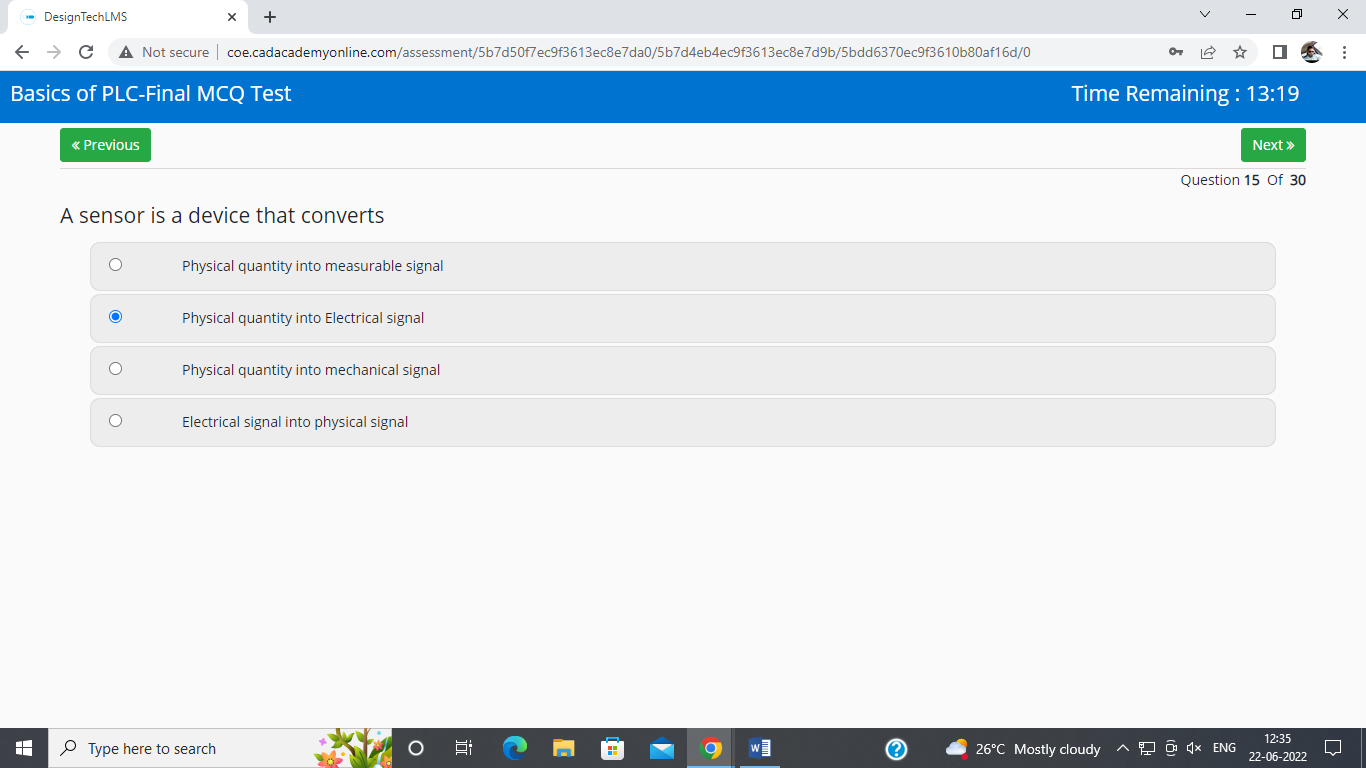 DesignTechLMS
Not secure
coe.cadacademyonline.com/assessment/5b7d50f7ec9f3613ec8e7da0/5b7d4eb4ec9f3613ec8e7d9b/5bdd6370ec9f3610b80af16d/0
Basics of PLC-Final MCQ Test
Time Remaining : 13:19
« Previous
Next »
Question 15 Of 30
A sensor is a device that converts
Physical quantity into measurable signal
Physical quantity into Electrical signal
Physical quantity into mechanical signal
Electrical signal into physical signal
Type here to search
26°C Mostly cloudy
ENG
12:35
22-06-2022